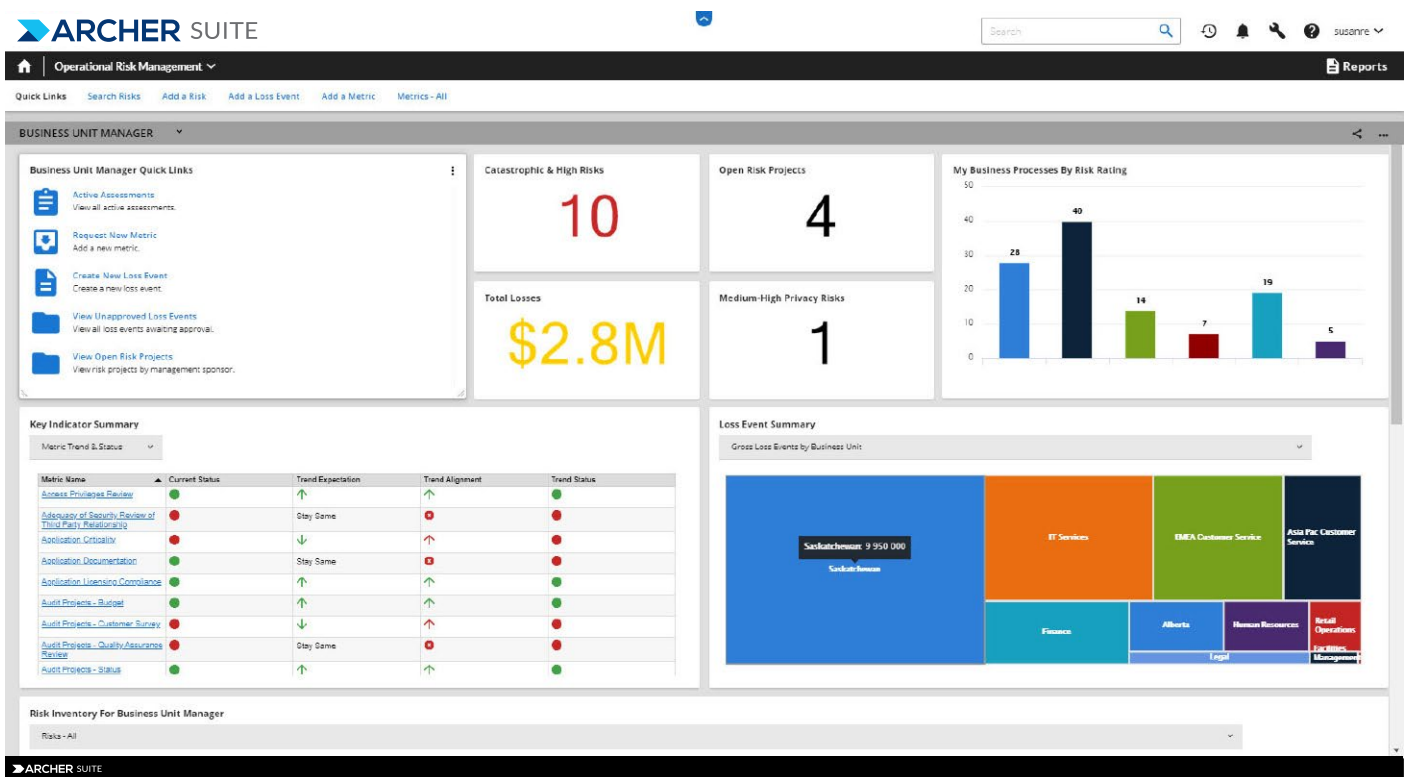 ARCHER SUITE
Search
susanre
Operational Risk Management
Reports
Quick Links Search Risks Add a Risk Add a Loss Event Add a Metric Metrics - All
BUSINESS UNIT MANAGER
Business Unit Manager Quick Links
Active Assessments
View all active assessments.
Request New Metric
Add a new metric.
Create New Loss Event
Create a new loss event.
View Unapproved Loss Events
View all loss events awaiting approval.
View Open Risk Projects
View risk projects by management sponsor.
Catastrophic & High Risks
10
Open Risk Projects
4
Total Losses
$2.8M
Medium-High Privacy Risks
1
My Business Processes By Risk Rating
50
40
30
20
10
0
28
40
14
7
19
5
Key Indicator Summary
Metric Trend & Status
Metric Name Current Status Trend Expectation Trend Alignment Trend Status
Access Privileges Review
Adequacy of Security Review of
Third Party Relationship
Stay Same
Application Criticality
Application Documentation
Stay Same
Application Licensing Compliance
Audit Projects - Budget
Audit Projects - Customer Survey
Audit Projects - Quality Assurance
Review
Stay Same
Audit Projects - Status
Loss Event Summary
Gross Loss Events by Business Unit
Saskatchewan: 9 950 000
Saskatchewan
IT Services
EMEA Customer Service
Asia Pac Customer
Service
Finance
Alberta
Human Resources
Retail
Operations
Legal
Facilities
Management
Risk Inventory For Business Unit Manager
Risks - All
ARCHER SUITE